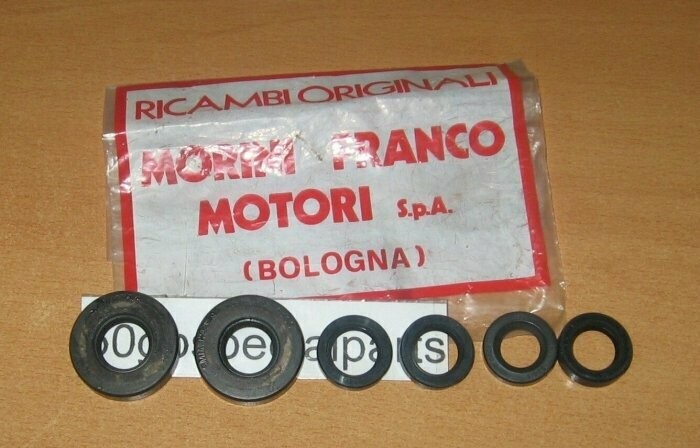 RICAMBI ORIGINALI
MORINI FRANCO
MOTORI S.p.A.
(BOLOGNA)